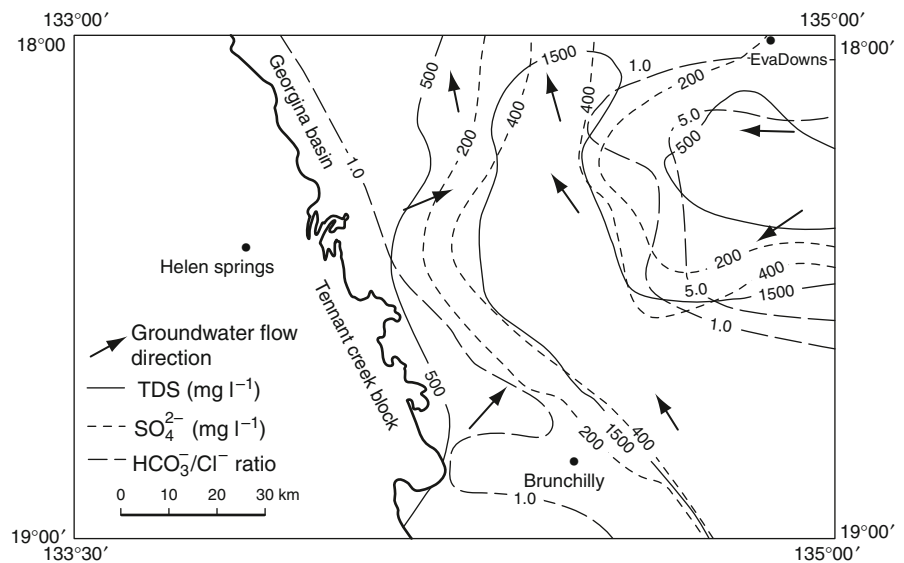 133°00′
135°00′
18°00′
18°00′
EvaDowns
Georgina basin
500
1500
1.0
200
400
400
200
5.0
500
1.0
Helen springs
200
400
5.0
1500
1.0
Tennant creek block
Groundwater flow
direction
TDS (mg l⁻¹)
SO₄²⁻ (mg l⁻¹)
HCO₃⁻/Cl⁻ ratio
0 10 20 30 km
500
200
1500
400
Brunchilly
1.0
19°00′
19°00′
133°30′
135°00′